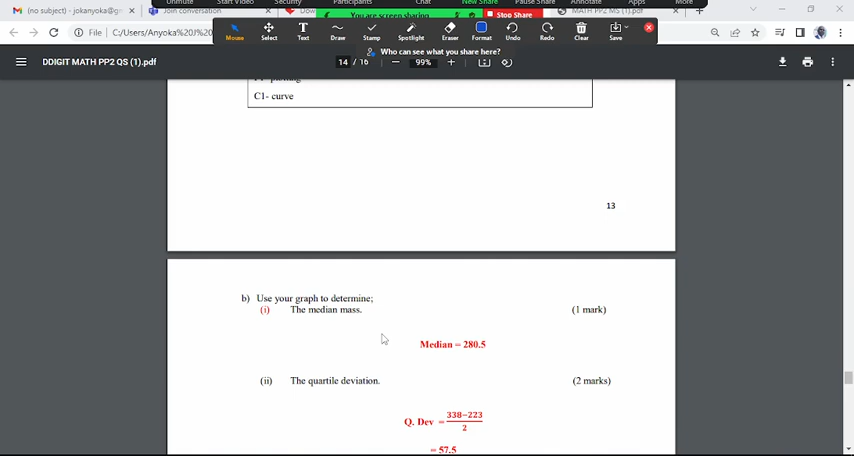 Unmute Start Video Security Participants Chat New Share Pause Share Annotate Apps More
(no subject) - jokanyoka@g Join conversation Dow You are screen sharing Stop Share MATH PP2 MS (1).pdf
File C:/Users/Anyoka%20J%20
Mouse Select Text Draw Stamp Spotlight Eraser Format Undo Redo Clear Save
Who can see what you share here?
DDIGIT MATH PP2 QS (1).pdf 14 / 16 99%
P1- plotting
C1- curve
13
b) Use your graph to determine;
(i) The median mass. (1 mark)
Median = 280.5
(ii) The quartile deviation. (2 marks)
Q. Dev = 338−223
2
= 57.5